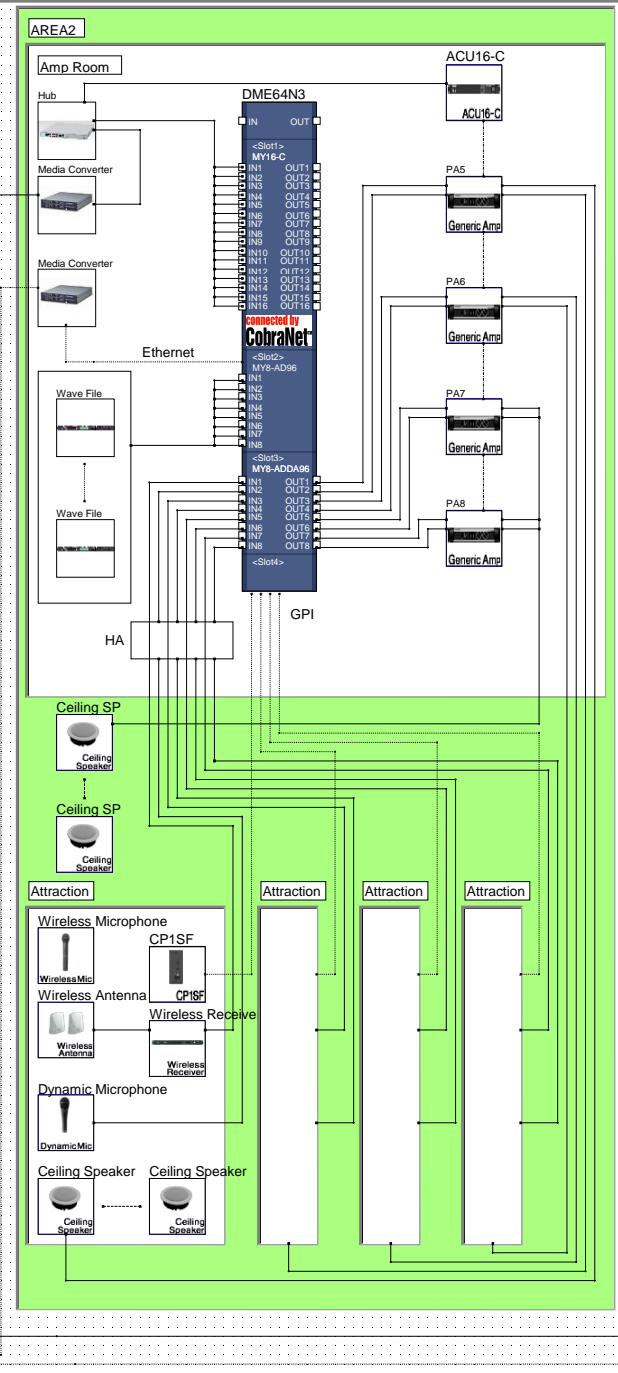 AREA2
Amp Room
ACU16-C
ACU16-C
Hub
DME64N3
IN OUT
<Slot1>
MY16-C
IN1 OUT1
IN2 OUT2
IN3 OUT3
IN4 OUT4
IN5 OUT5
IN6 OUT6
IN7 OUT7
IN8 OUT8
IN9 OUT9
IN10 OUT10
IN11 OUT11
IN12 OUT12
IN13 OUT13
IN14 OUT14
IN15 OUT15
IN16 OUT16
connected by
CobraNet™
<Slot2>
MY8-AD96
IN1
IN2
IN3
IN4
IN5
IN6
IN7
IN8
<Slot3>
MY8-ADDA96
IN1 OUT1
IN2 OUT2
IN3 OUT3
IN4 OUT4
IN5 OUT5
IN6 OUT6
IN7 OUT7
IN8 OUT8
<Slot4>
Media Converter
Media Converter
Ethernet
Wave File
Wave File
PA5
Generic Amp
PA6
Generic Amp
PA7
Generic Amp
PA8
Generic Amp
GPI
HA
Ceiling SP
Ceiling
Speaker
Ceiling SP
Ceiling
Speaker
Attraction
Attraction
Attraction
Attraction
Wireless Microphone
WirelessMic
CP1SF
CP1SF
Wireless Antenna
Wireless
Antenna
Wireless Receive
Wireless
Receiver
Dynamic Microphone
DynamicMic
Ceiling Speaker
Ceiling Speaker
Ceiling
Speaker
Ceiling
Speaker